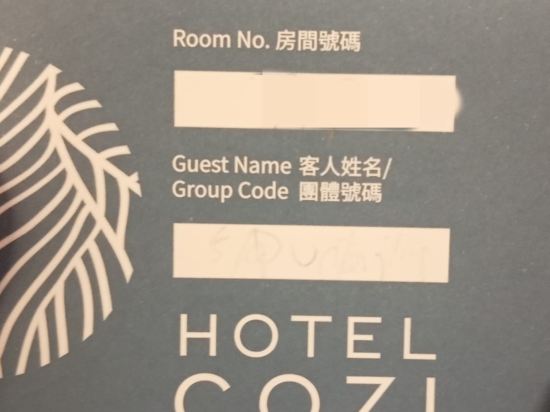 Room No. 房間號碼
Guest Name 客人姓名/
Group Code 團體號碼
HOTEL
COZI